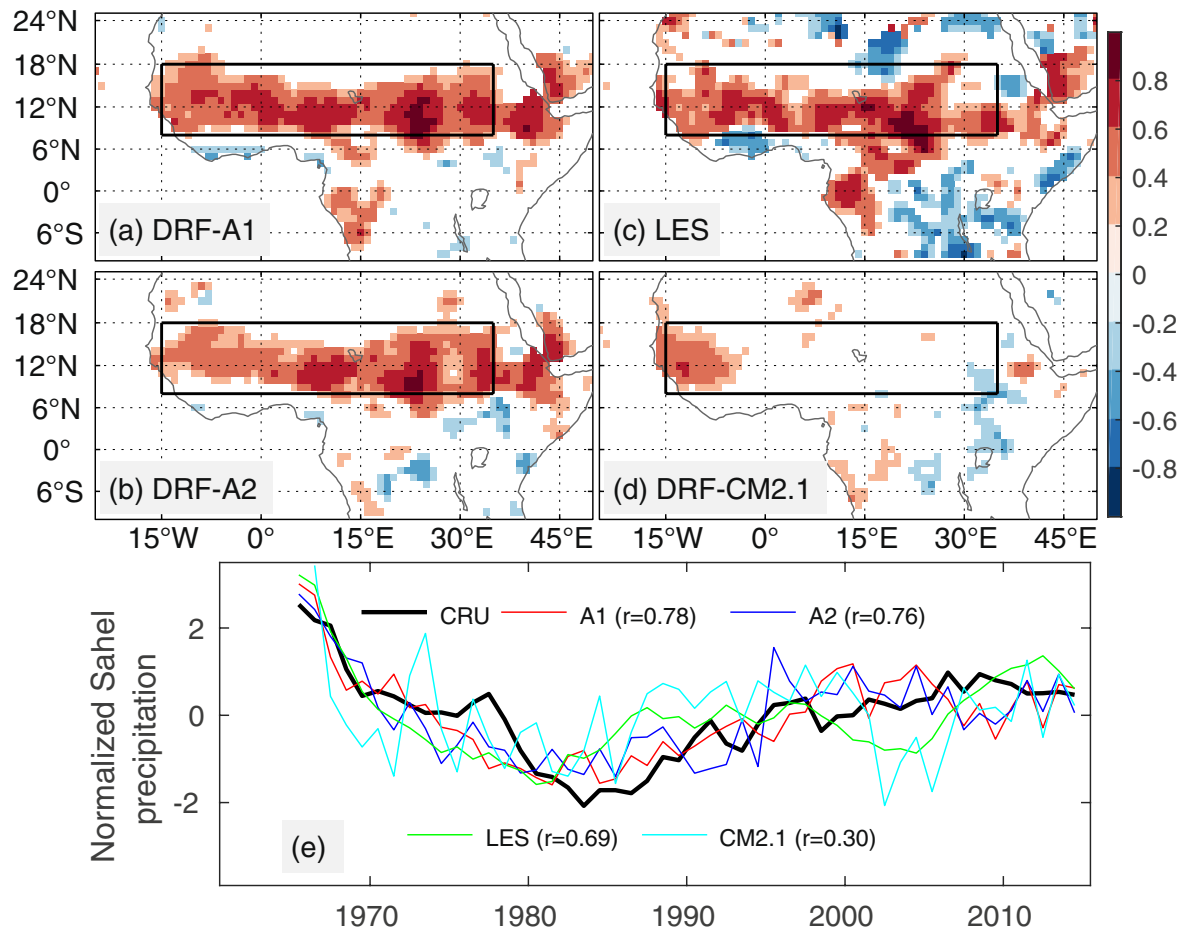 24°N
18°N
12°N
6°N
0°
6°S
(a) DRF-A1
(c) LES
0.8
0.6
0.4
0.2
0
-0.2
-0.4
-0.6
-0.8
24°N
18°N
12°N
6°N
0°
6°S
(b) DRF-A2
(d) DRF-CM2.1
15°W 0° 15°E 30°E 45°E
15°W 0° 15°E 30°E 45°E
Normalized Sahel
precipitation
2
0
-2
CRU A1 (r=0.78) A2 (r=0.76)
LES (r=0.69) CM2.1 (r=0.30)
(e)
1970 1980 1990 2000 2010